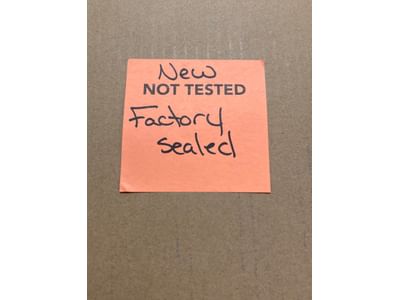 New
NOT TESTED
Factory
sealed